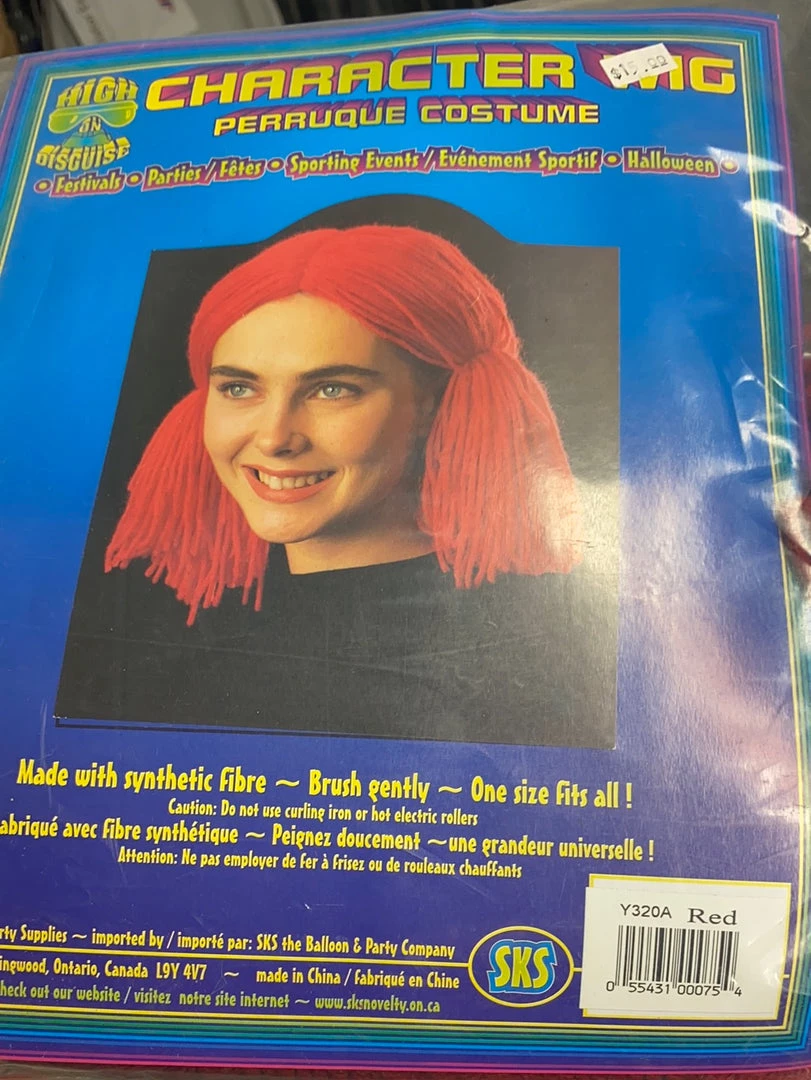 HIGH
ON
DISGUISE
CHARACTER
$15.00
PERRUQUE COSTUME
• Festivals • Parties / Fêtes • Sporting Events / Evénement Sportif • Halloween •
Made with synthetic fibre ~ Brush gently ~ One size fits all !
Caution: Do not use curling iron or hot electric rollers
abriqué avec fibre synthétique ~ Peignez doucement ~une grandeur universelle !
Attention: Ne pas employer de fer à frisez ou de rouleaux chauffants
rty Supplies ~ imported by / importé par: SKS the Balloon & Party Company
ingwood, Ontario, Canada L9Y 4V7 ~ made in China / Fabriqué en Chine
heck out our website / visitez notre site internet ~ www.sksnovelty.on.ca
SKS
Y320A Red
0 55431 00075 4